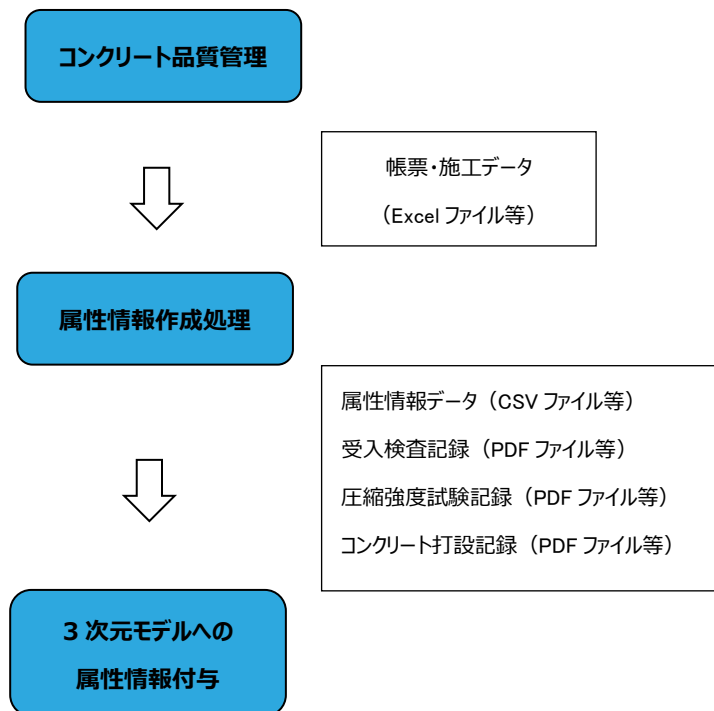 コンクリート品質管理
帳票・施工データ
（Excel ファイル等）
属性情報作成処理
属性情報データ（CSV ファイル等）
受入検査記録（PDF ファイル等）
圧縮強度試験記録（PDF ファイル等）
コンクリート打設記録（PDF ファイル等）
3 次元モデルへの
属性情報付与